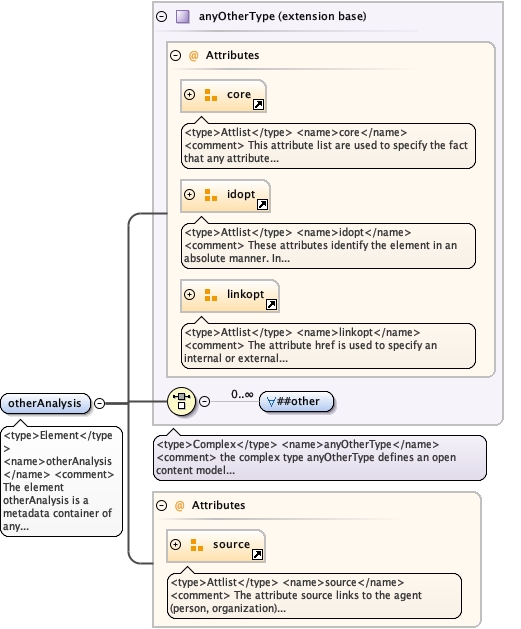 anyOtherType (extension base)
@ Attributes
core
<type>Attlist</type> <name>core</name>
<comment> This attribute list are used to specify the fact
that any attribute...
idopt
<type>Attlist</type> <name>idopt</name>
<comment> These attributes identify the element in an
absolute manner. In...
linkopt
<type>Attlist</type> <name>linkopt</name>
<comment> The attribute href is used to specify an
internal or external...
otherAnalysis
0..∞
∀##other
<type>Element</type
>
<name>otherAnalysis
</name> <comment>
The element
otherAnalysis is a
metadata container of
any...
<type>Complex</type> <name>anyOtherType</name>
<comment> the complex type anyOtherType defines an open
content model...
@ Attributes
source
<type>Attlist</type> <name>source</name>
<comment> The attribute source links to the agent
(person, organization)...